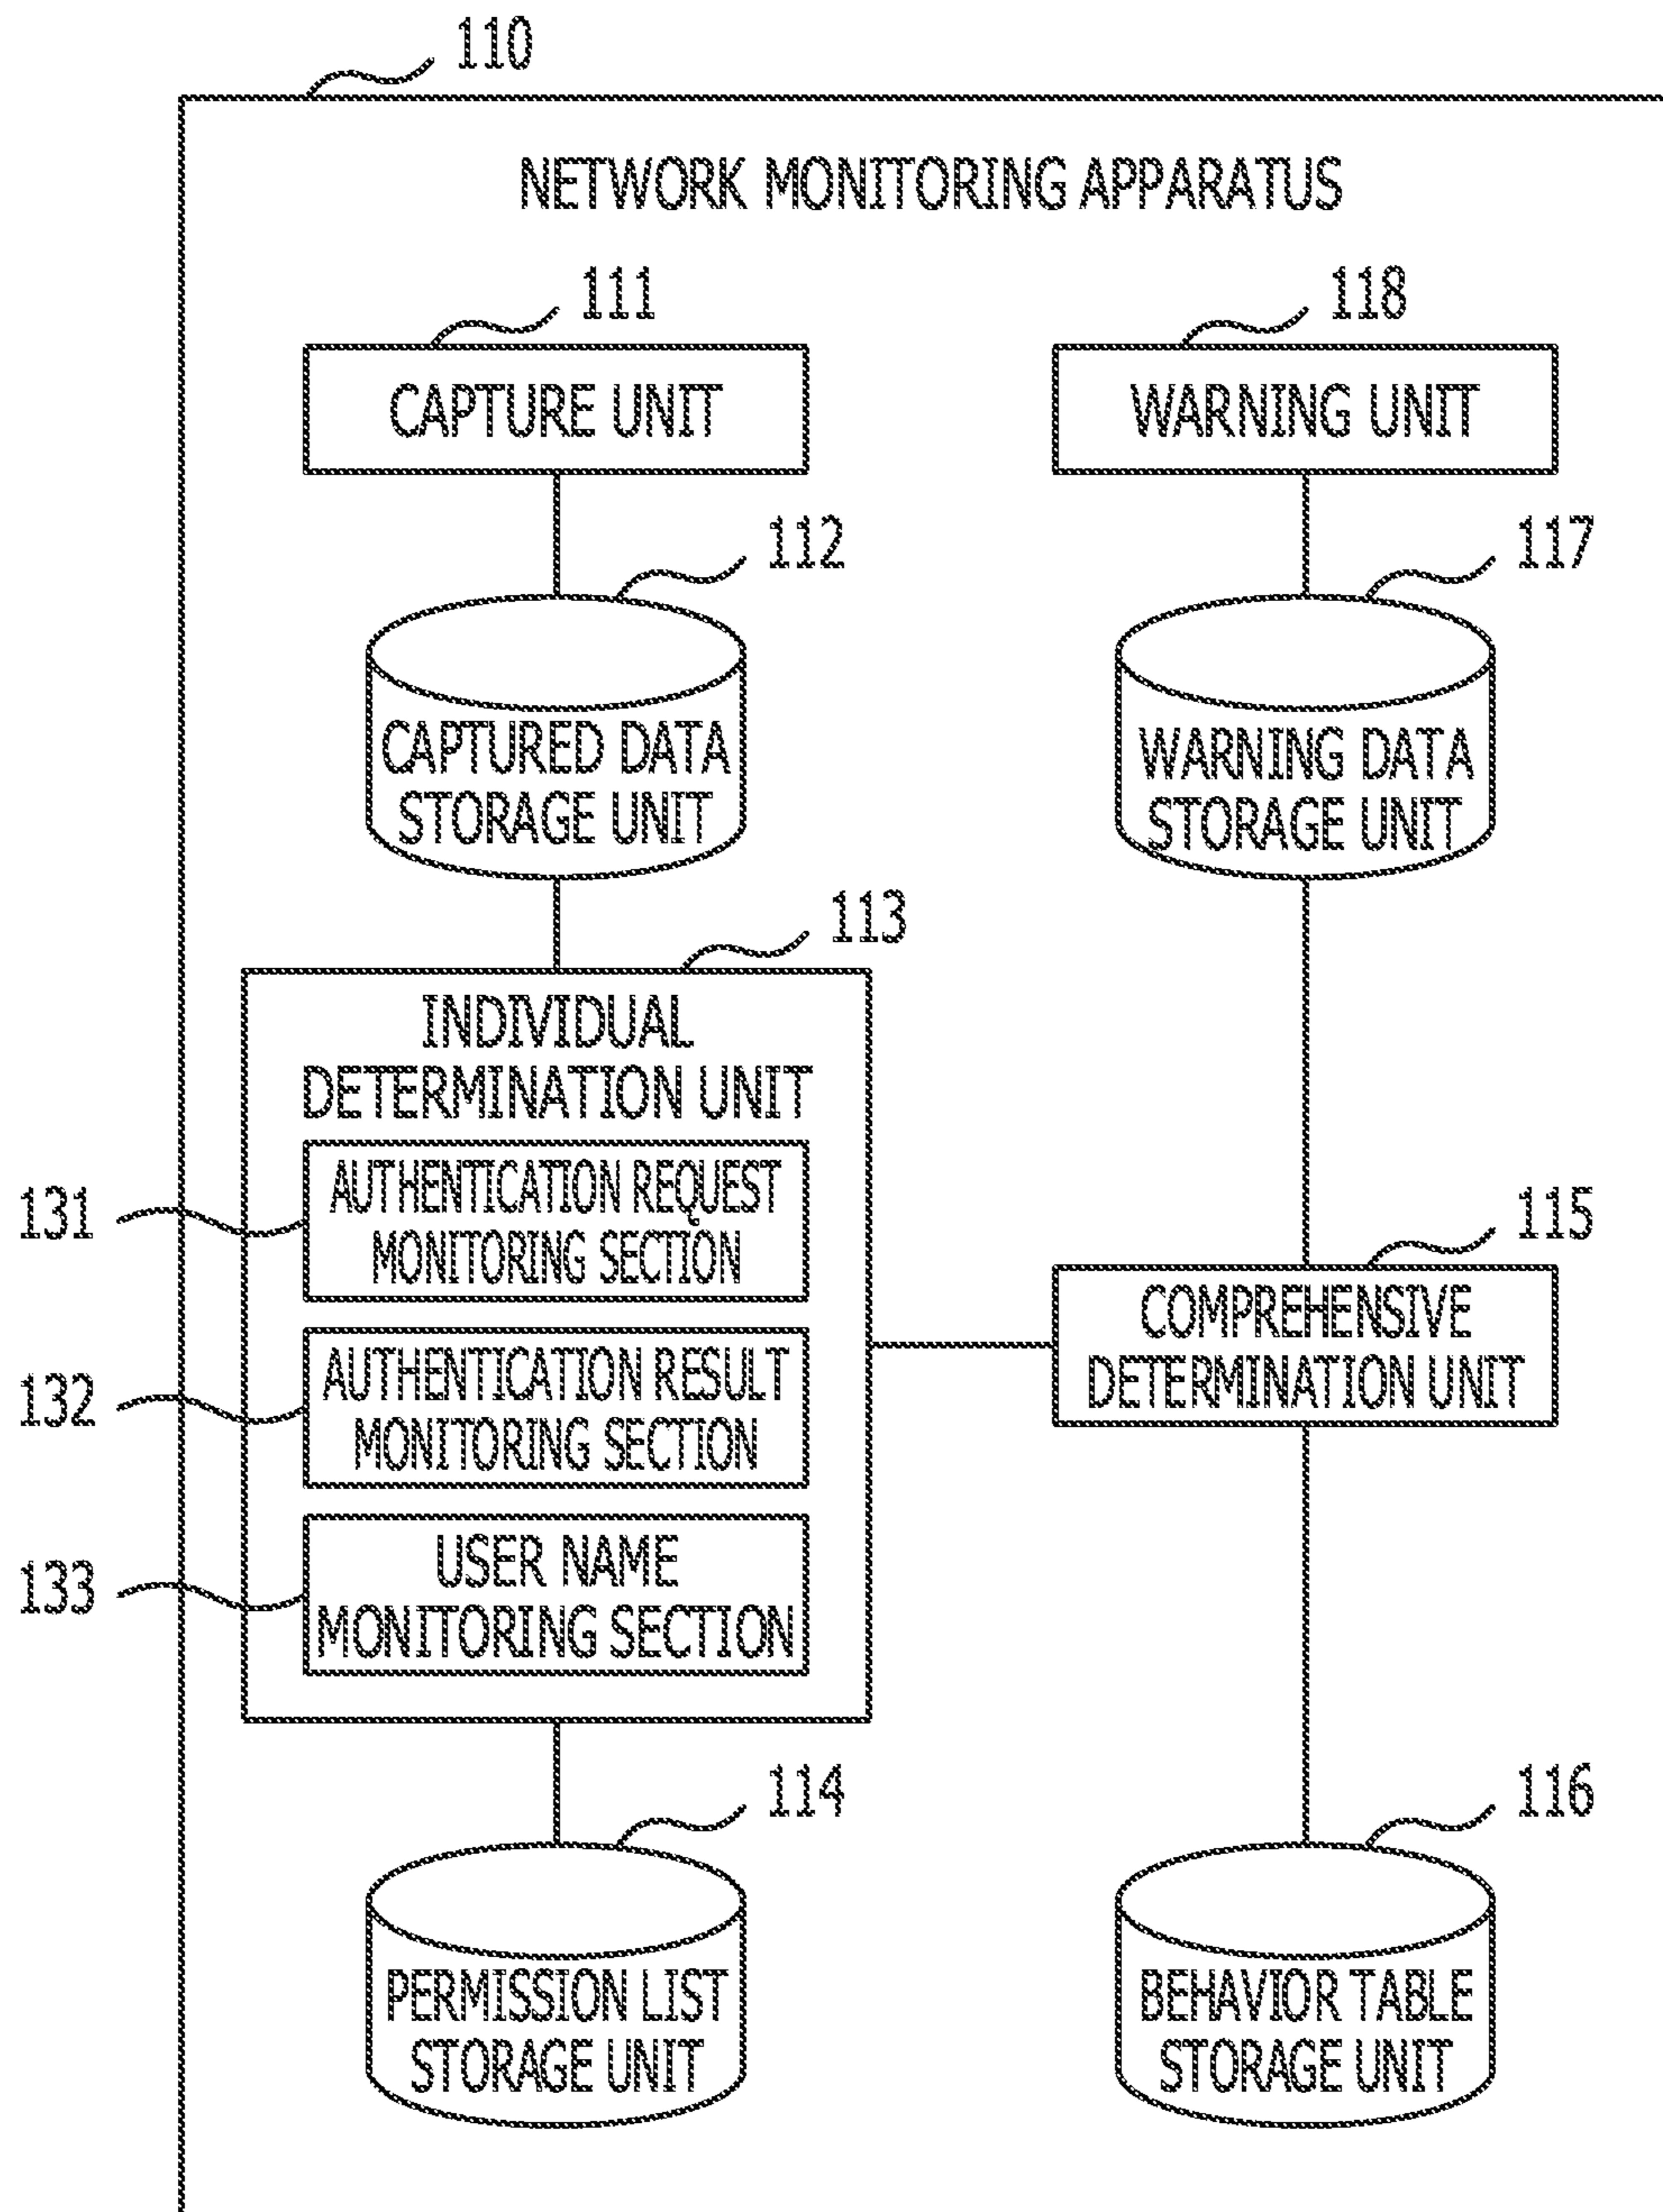 110
NETWORK MONITORING APPARATUS
111
118
CAPTURE UNIT
WARNING UNIT
112
117
CAPTURED DATA
STORAGE UNIT
WARNING DATA
STORAGE UNIT
113
INDIVIDUAL
DETERMINATION UNIT
131
AUTHENTICATION REQUEST
MONITORING SECTION
115
COMPREHENSIVE
DETERMINATION UNIT
132
AUTHENTICATION RESULT
MONITORING SECTION
133
USER NAME
MONITORING SECTION
114
116
PERMISSION LIST
STORAGE UNIT
BEHAVIOR TABLE
STORAGE UNIT